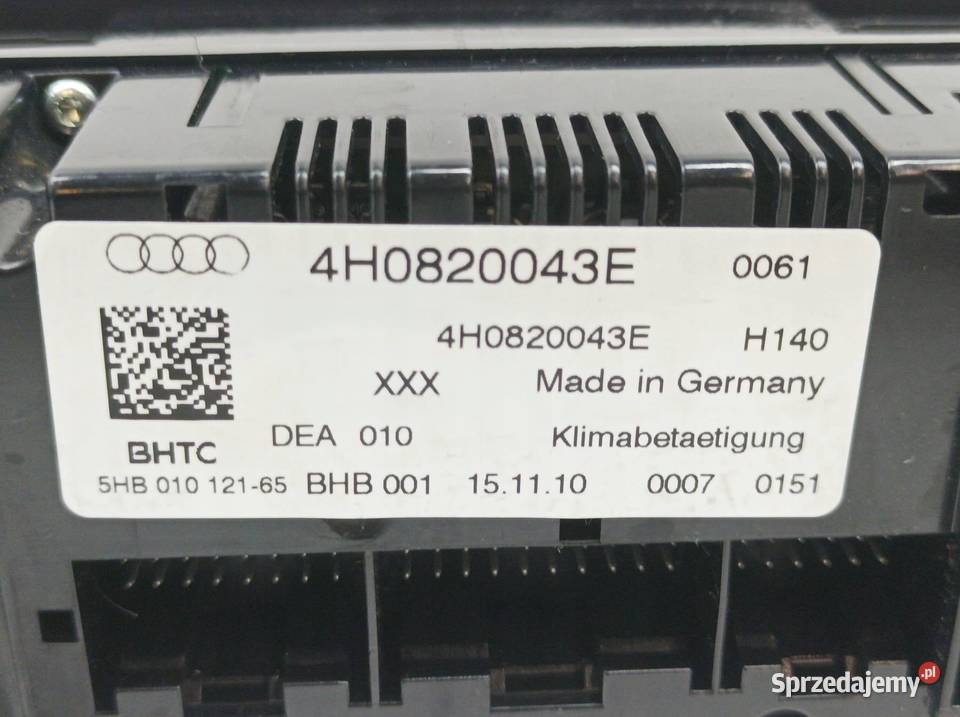 4H0820043E 0061
4H0820043E H140
XXX Made in Germany
BHTC DEA 010 Klimabetaetigung
5HB 010 121-65 BHB 001 15.11.10 0007 0151
Sprzedajemy.pl